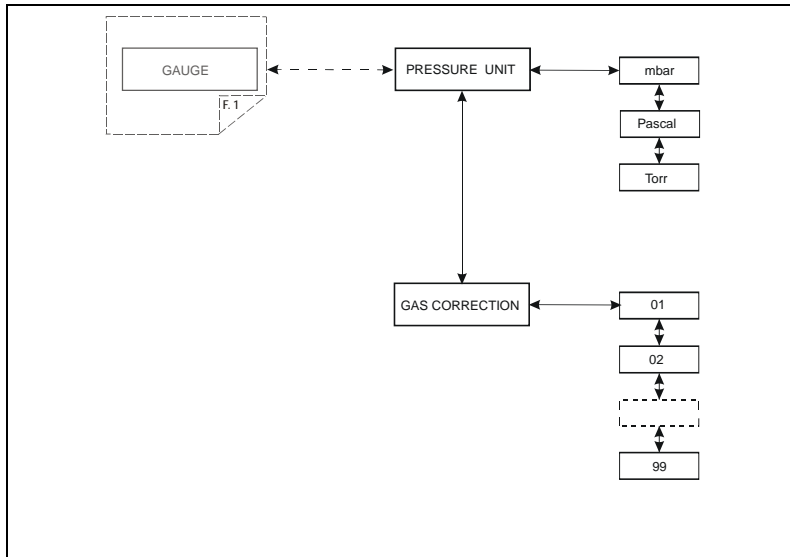 GAUGE
F. 1
PRESSURE UNIT
mbar
Pascal
Torr
GAS CORRECTION
01
02
99